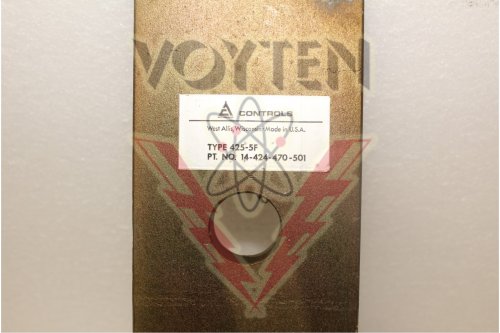 VOYTEN
CONTROLS
West Allis, Wisconsin Made in U.S.A.
TYPE 425-5F
PT. NO. 14-424-470-501